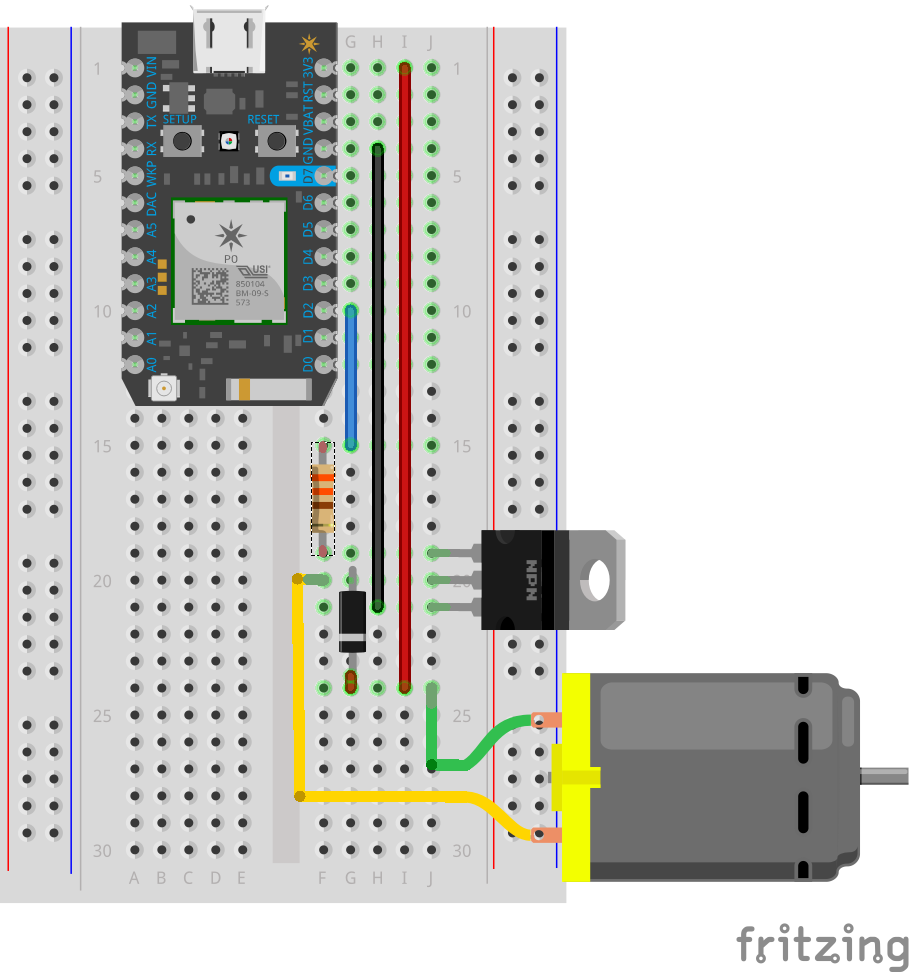 G H I J
1 1
VIN 3V3
GND RST
TX VBAT
SETUP RESET
RX GND
5 5
WKP D7
DAC D6
A5 D5
A4 D4
P0
USI
850104
BM-09-S
573
A3 D3
10 10
A2 D2
A1 D1
A0 D0
15 15
NPN
20 20
25 25
30 30
A B C D E F G H I J
fritzing